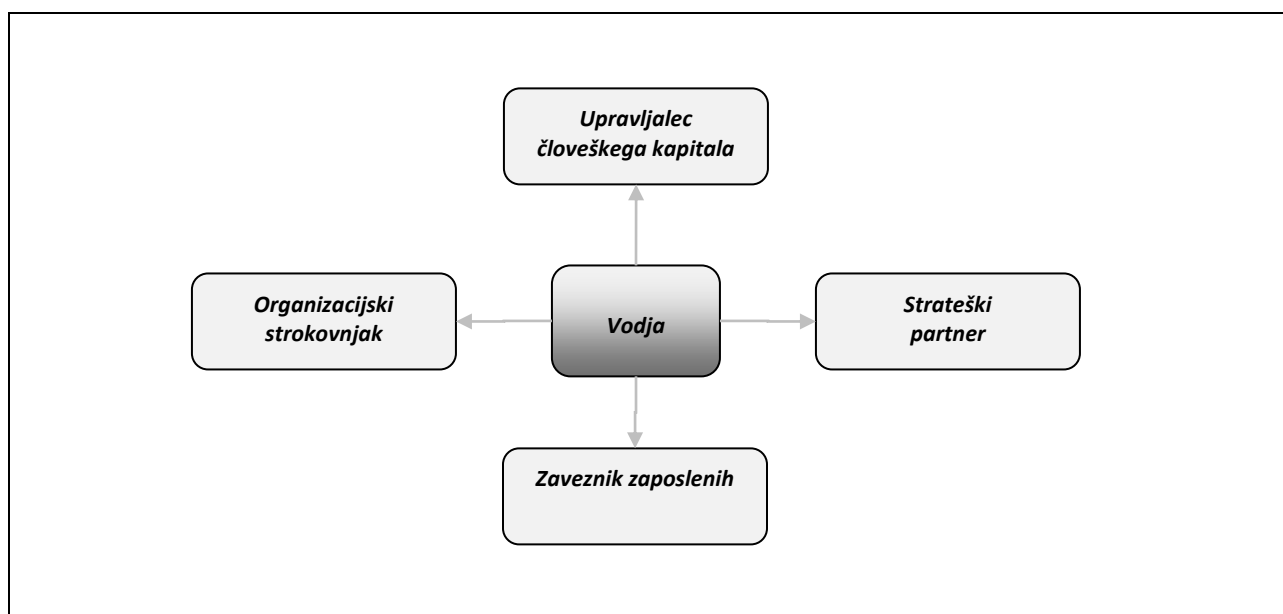 Upravljalec
človeškega kapitala
Organizacijski
strokovnjak
Vodja
Strateški
partner
Zaveznik zaposlenih